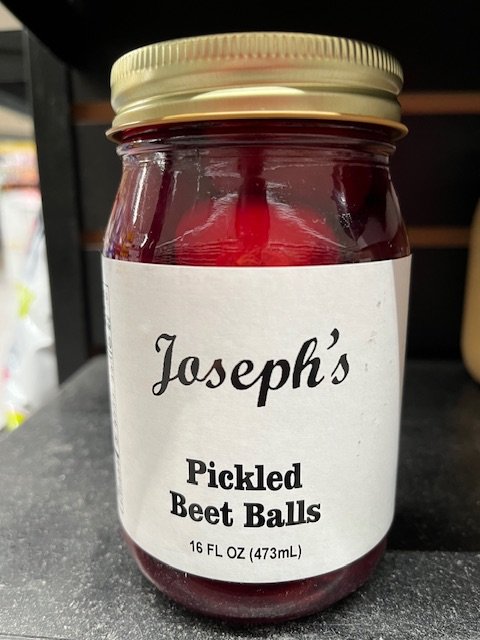 Joseph's
Pickled
Beet Balls
16 FL OZ (473mL)